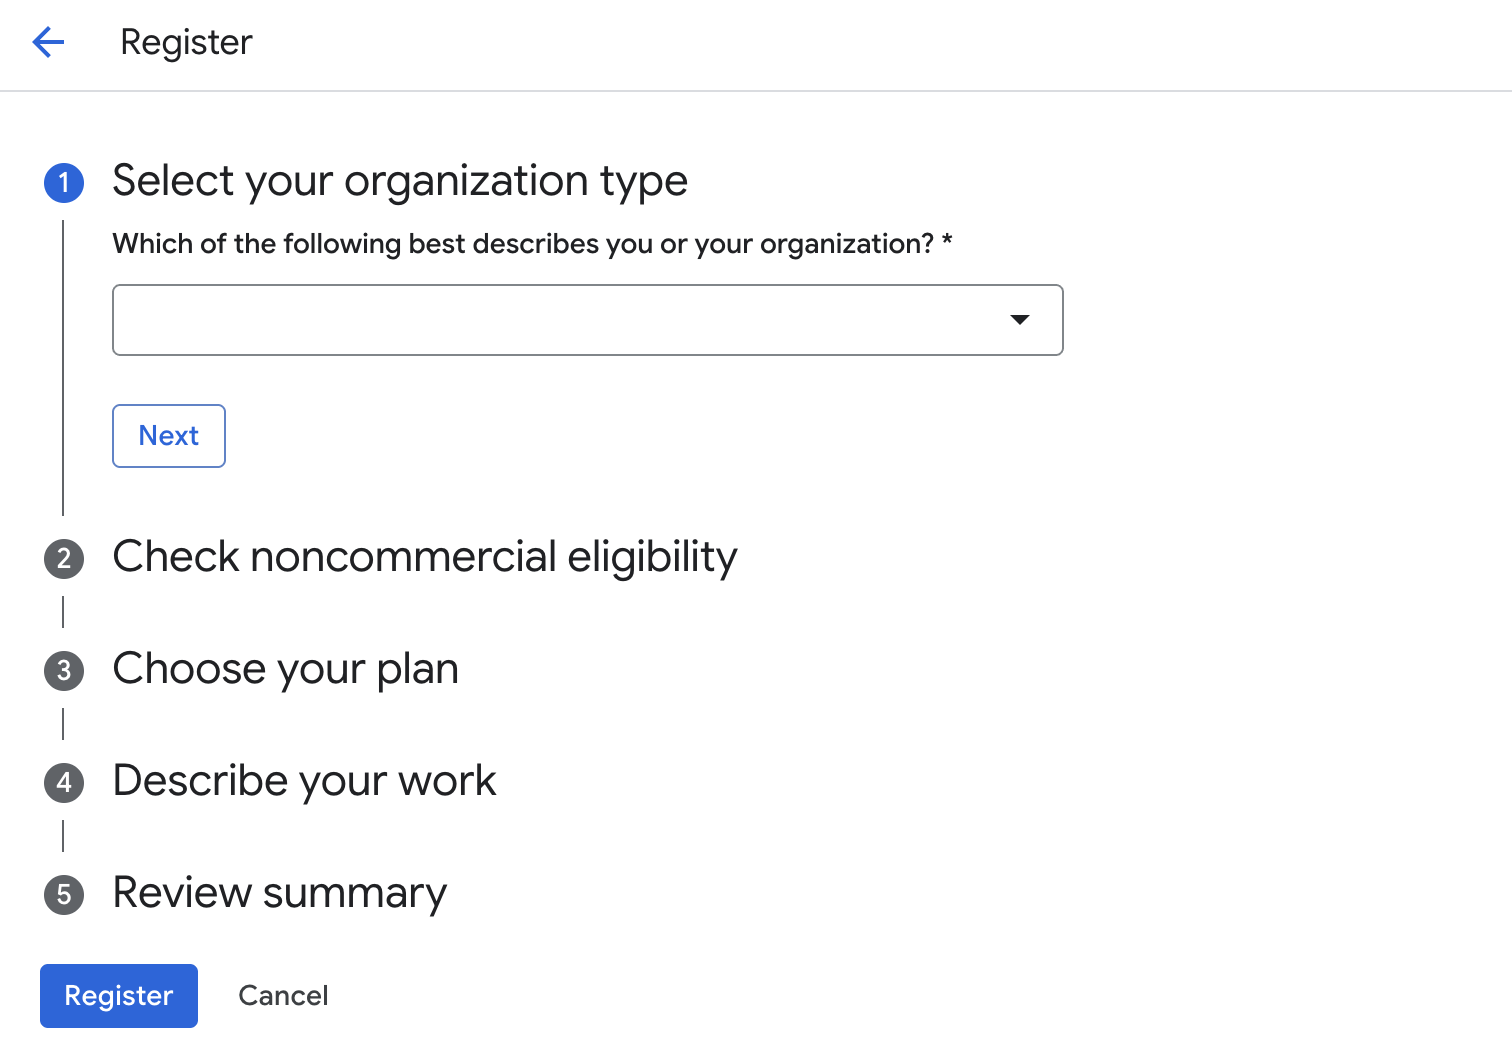 Register
1 Select your organization type
Which of the following best describes you or your organization? *
Next
2 Check noncommercial eligibility
3 Choose your plan
4 Describe your work
5 Review summary
Register Cancel